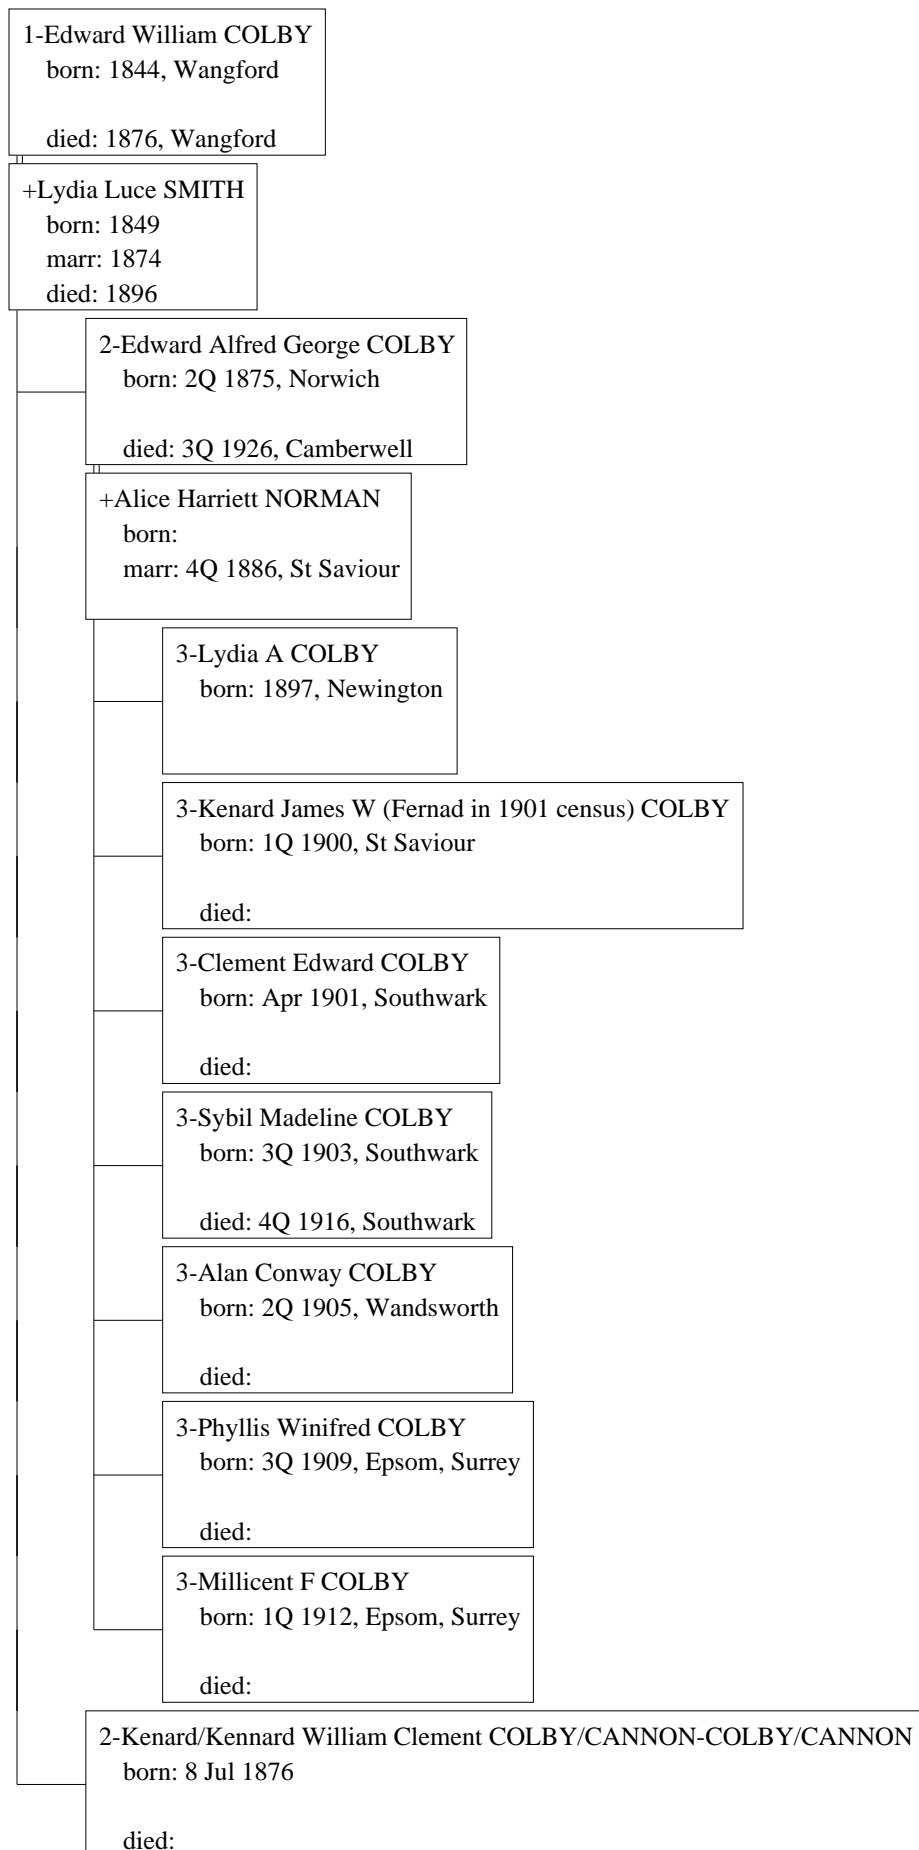 1-Edward William COLBY
born: 1844, Wangford
died: 1876, Wangford
+Lydia Luce SMITH
born: 1849
marr: 1874
died: 1896
2-Edward Alfred George COLBY
born: 2Q 1875, Norwich
died: 3Q 1926, Camberwell
+Alice Harriett NORMAN
born:
marr: 4Q 1886, St Saviour
3-Lydia A COLBY
born: 1897, Newington
3-Kenard James W (Fernad in 1901 census) COLBY
born: 1Q 1900, St Saviour
died:
3-Clement Edward COLBY
born: Apr 1901, Southwark
died:
3-Sybil Madeline COLBY
born: 3Q 1903, Southwark
died: 4Q 1916, Southwark
3-Alan Conway COLBY
born: 2Q 1905, Wandsworth
died:
3-Phyllis Winifred COLBY
born: 3Q 1909, Epsom, Surrey
died:
3-Millicent F COLBY
born: 1Q 1912, Epsom, Surrey
died:
2-Kenard/Kennard William Clement COLBY/CANNON-COLBY/CANNON
born: 8 Jul 1876
died: